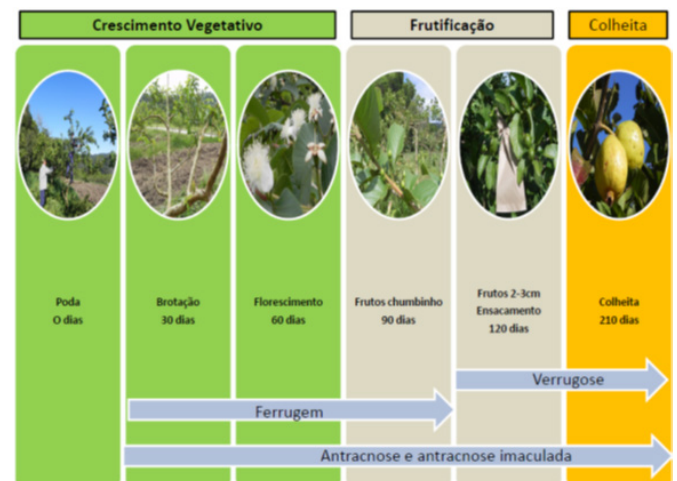 Crescimento Vegetativo
Frutificação
Colheita
Poda
O dias
Brotação
30 dias
Florescimento
60 dias
Frutos chumbinho
90 dias
Frutos 2-3cm
Ensacamento
120 dias
Colheita
210 dias
Verrugose
Ferrugem
Antracnose e antracnose imaculada